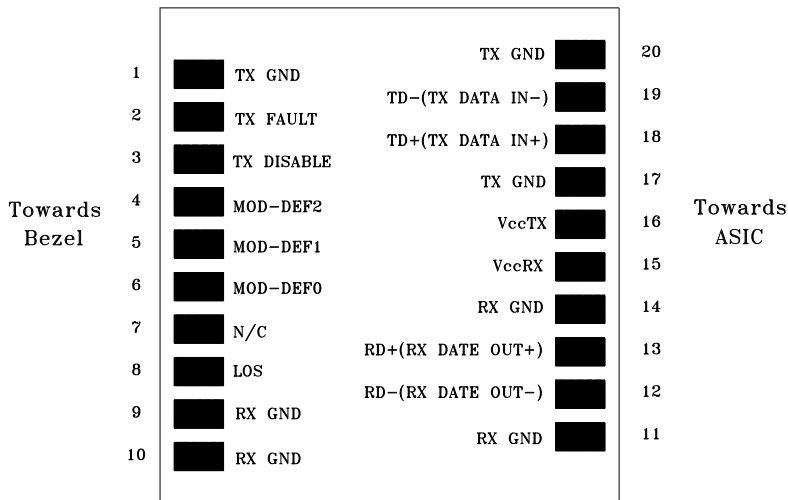 Towards
Bezel
1 TX GND
2 TX FAULT
3 TX DISABLE
4 MOD-DEF2
5 MOD-DEF1
6 MOD-DEF0
7 N/C
8 LOS
9 RX GND
10 RX GND
TX GND 20
TD-(TX DATA IN-) 19
TD+(TX DATA IN+) 18
TX GND 17
VccTX 16
VccRX 15
RX GND 14
RD+(RX DATE OUT+) 13
RD-(RX DATE OUT-) 12
RX GND 11
Towards
ASIC